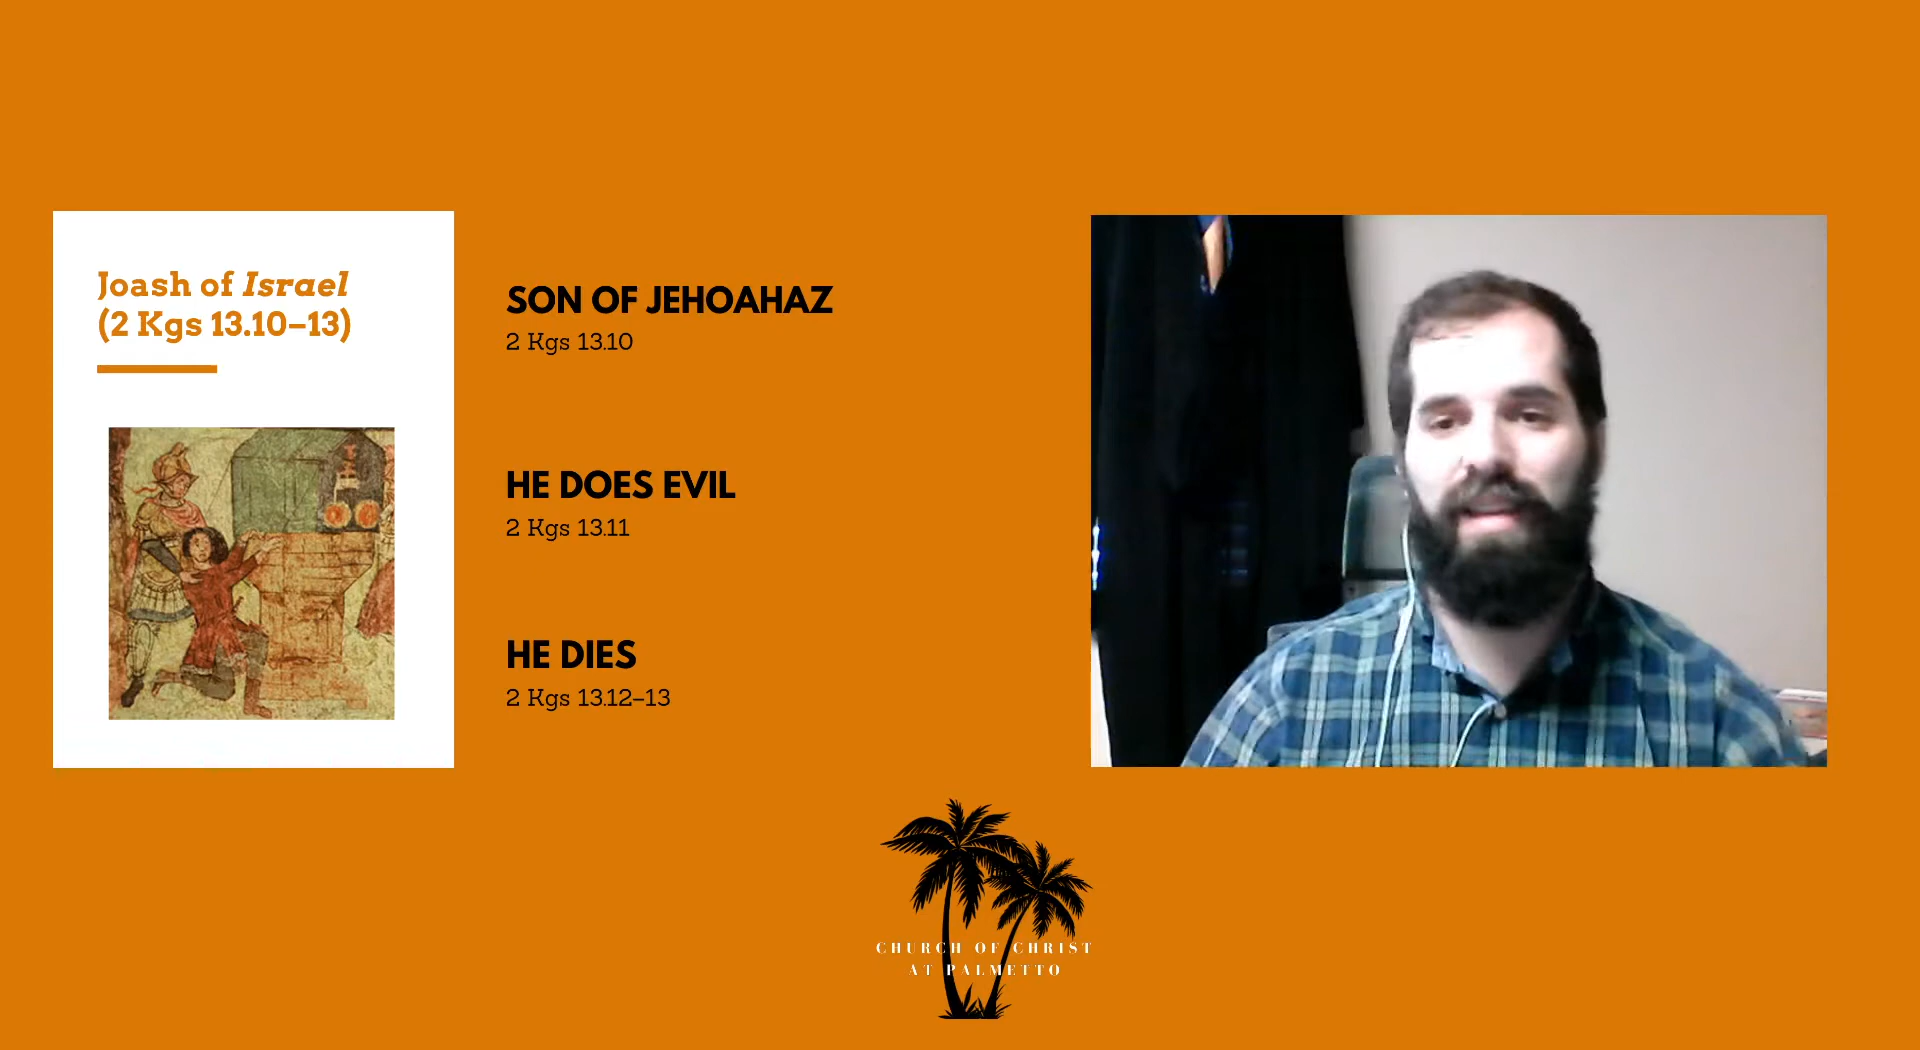 Joash of Israel
(2 Kgs 13.10–13)
SON OF JEHOAHAZ
2 Kgs 13.10
HE DOES EVIL
2 Kgs 13.11
HE DIES
2 Kgs 13.12–13
CHURCH OF CHRIST
AT PALMETTO